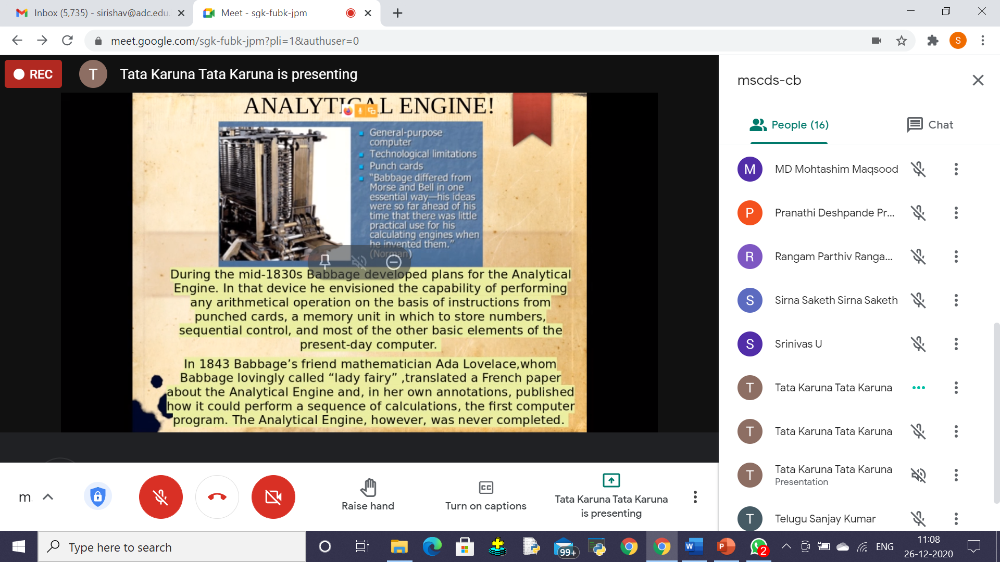 Inbox (5,735) - sirishav@adc.edu.
Meet - sgk-fubk-jpm
meet.google.com/sgk-fubk-jpm?pli=1&authuser=0
S
REC
T
Tata Karuna Tata Karuna is presenting
ANALYTICAL ENGINE!
General-purpose
computer
Technological limitations
Punch cards
"Babbage differed from
Morse and Bell in one
essential way—his ideas
were so far ahead of his
time that there was little
practical use for his
calculating engines when
he invented them."
(Norman)
During the mid-1830s Babbage developed plans for the Analytical
Engine. In that device he envisioned the capability of performing
any arithmetical operation on the basis of instructions from
punched cards, a memory unit in which to store numbers,
sequential control, and most of the other basic elements of the
present-day computer.
In 1843 Babbage’s friend mathematician Ada Lovelace,whom
Babbage lovingly called “lady fairy” ,translated a French paper
about the Analytical Engine and, in her own annotations, published
how it could perform a sequence of calculations, the first computer
program. The Analytical Engine, however, was never completed.
mscds-cb
People (16)
Chat
M
MD Mohtashim Maqsood
P
Pranathi Deshpande Pr...
R
Rangam Parthiv Ranga...
S
Sirna Saketh Sirna Saketh
S
Srinivas U
T
Tata Karuna Tata Karuna
T
Tata Karuna Tata Karuna
T
Tata Karuna Tata Karuna
Presentation
T
Telugu Sanjay Kumar
m.
Raise hand
CC
Turn on captions
Tata Karuna Tata Karuna
is presenting
Type here to search
99+
W
P
2
ENG
11:08
26-12-2020